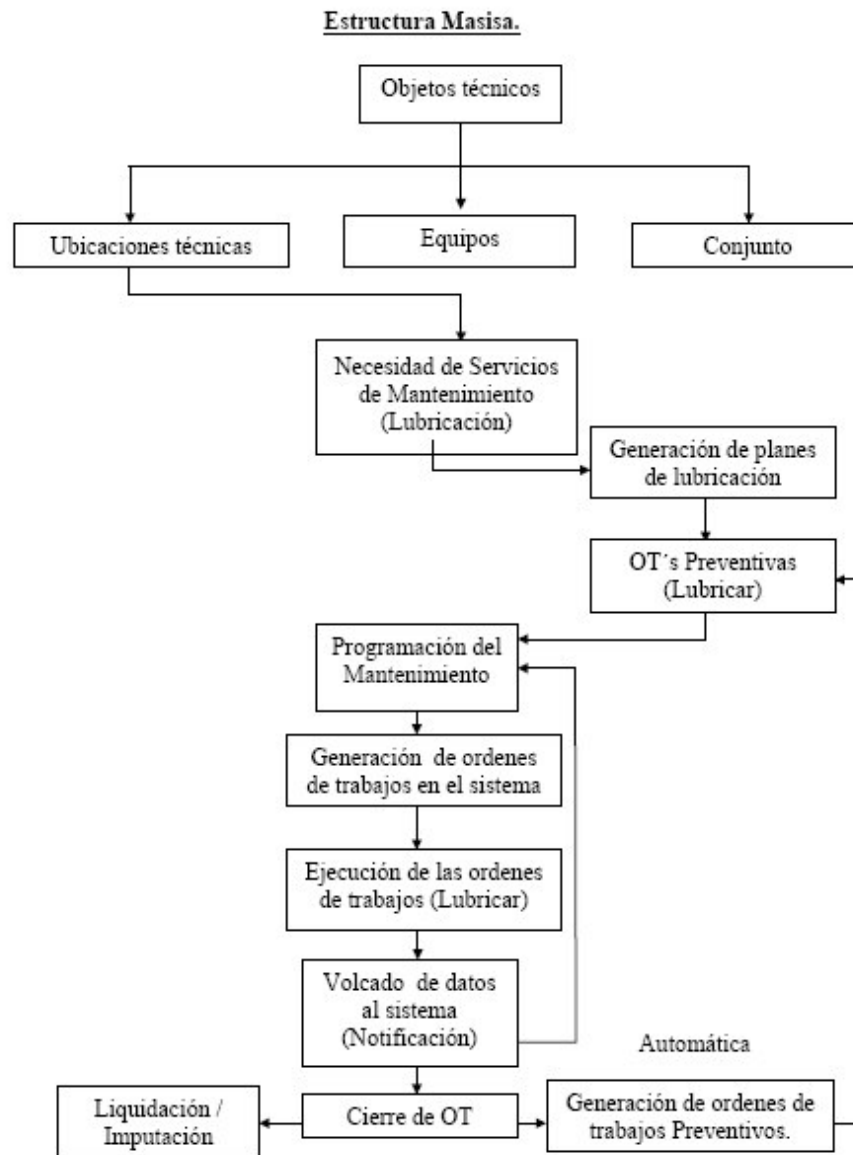 Estructura Masisa.
Objetos técnicos
Ubicaciones técnicas
Equipos
Conjunto
Necesidad de Servicios
de Mantenimiento
(Lubricación)
Generación de planes
de lubricación
OT´s Preventivas
(Lubricar)
Programación del
Mantenimiento
Generación de ordenes
de trabajos en el sistema
Ejecución de las ordenes
de trabajos (Lubricar)
Volcado de datos
al sistema
(Notificación)
Automática
Liquidación /
Imputación
Cierre de OT
Generación de ordenes de
trabajos Preventivos.